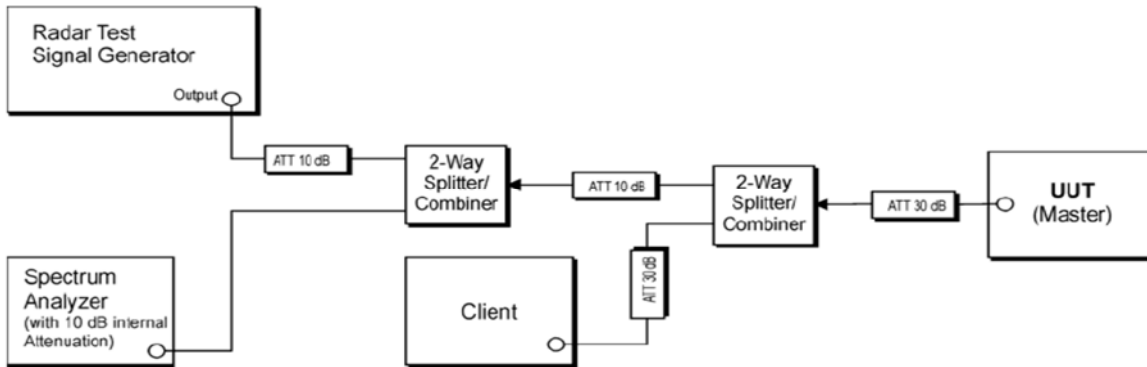 Radar Test
Signal Generator
Output
ATT 10 dB
2-Way
Splitter/
Combiner
ATT 10 dB
2-Way
Splitter/
Combiner
ATT 30 dB
UUT
(Master)
Spectrum
Analyzer
(with 10 dB internal
Attenuation)
Client
ATT 30 dB